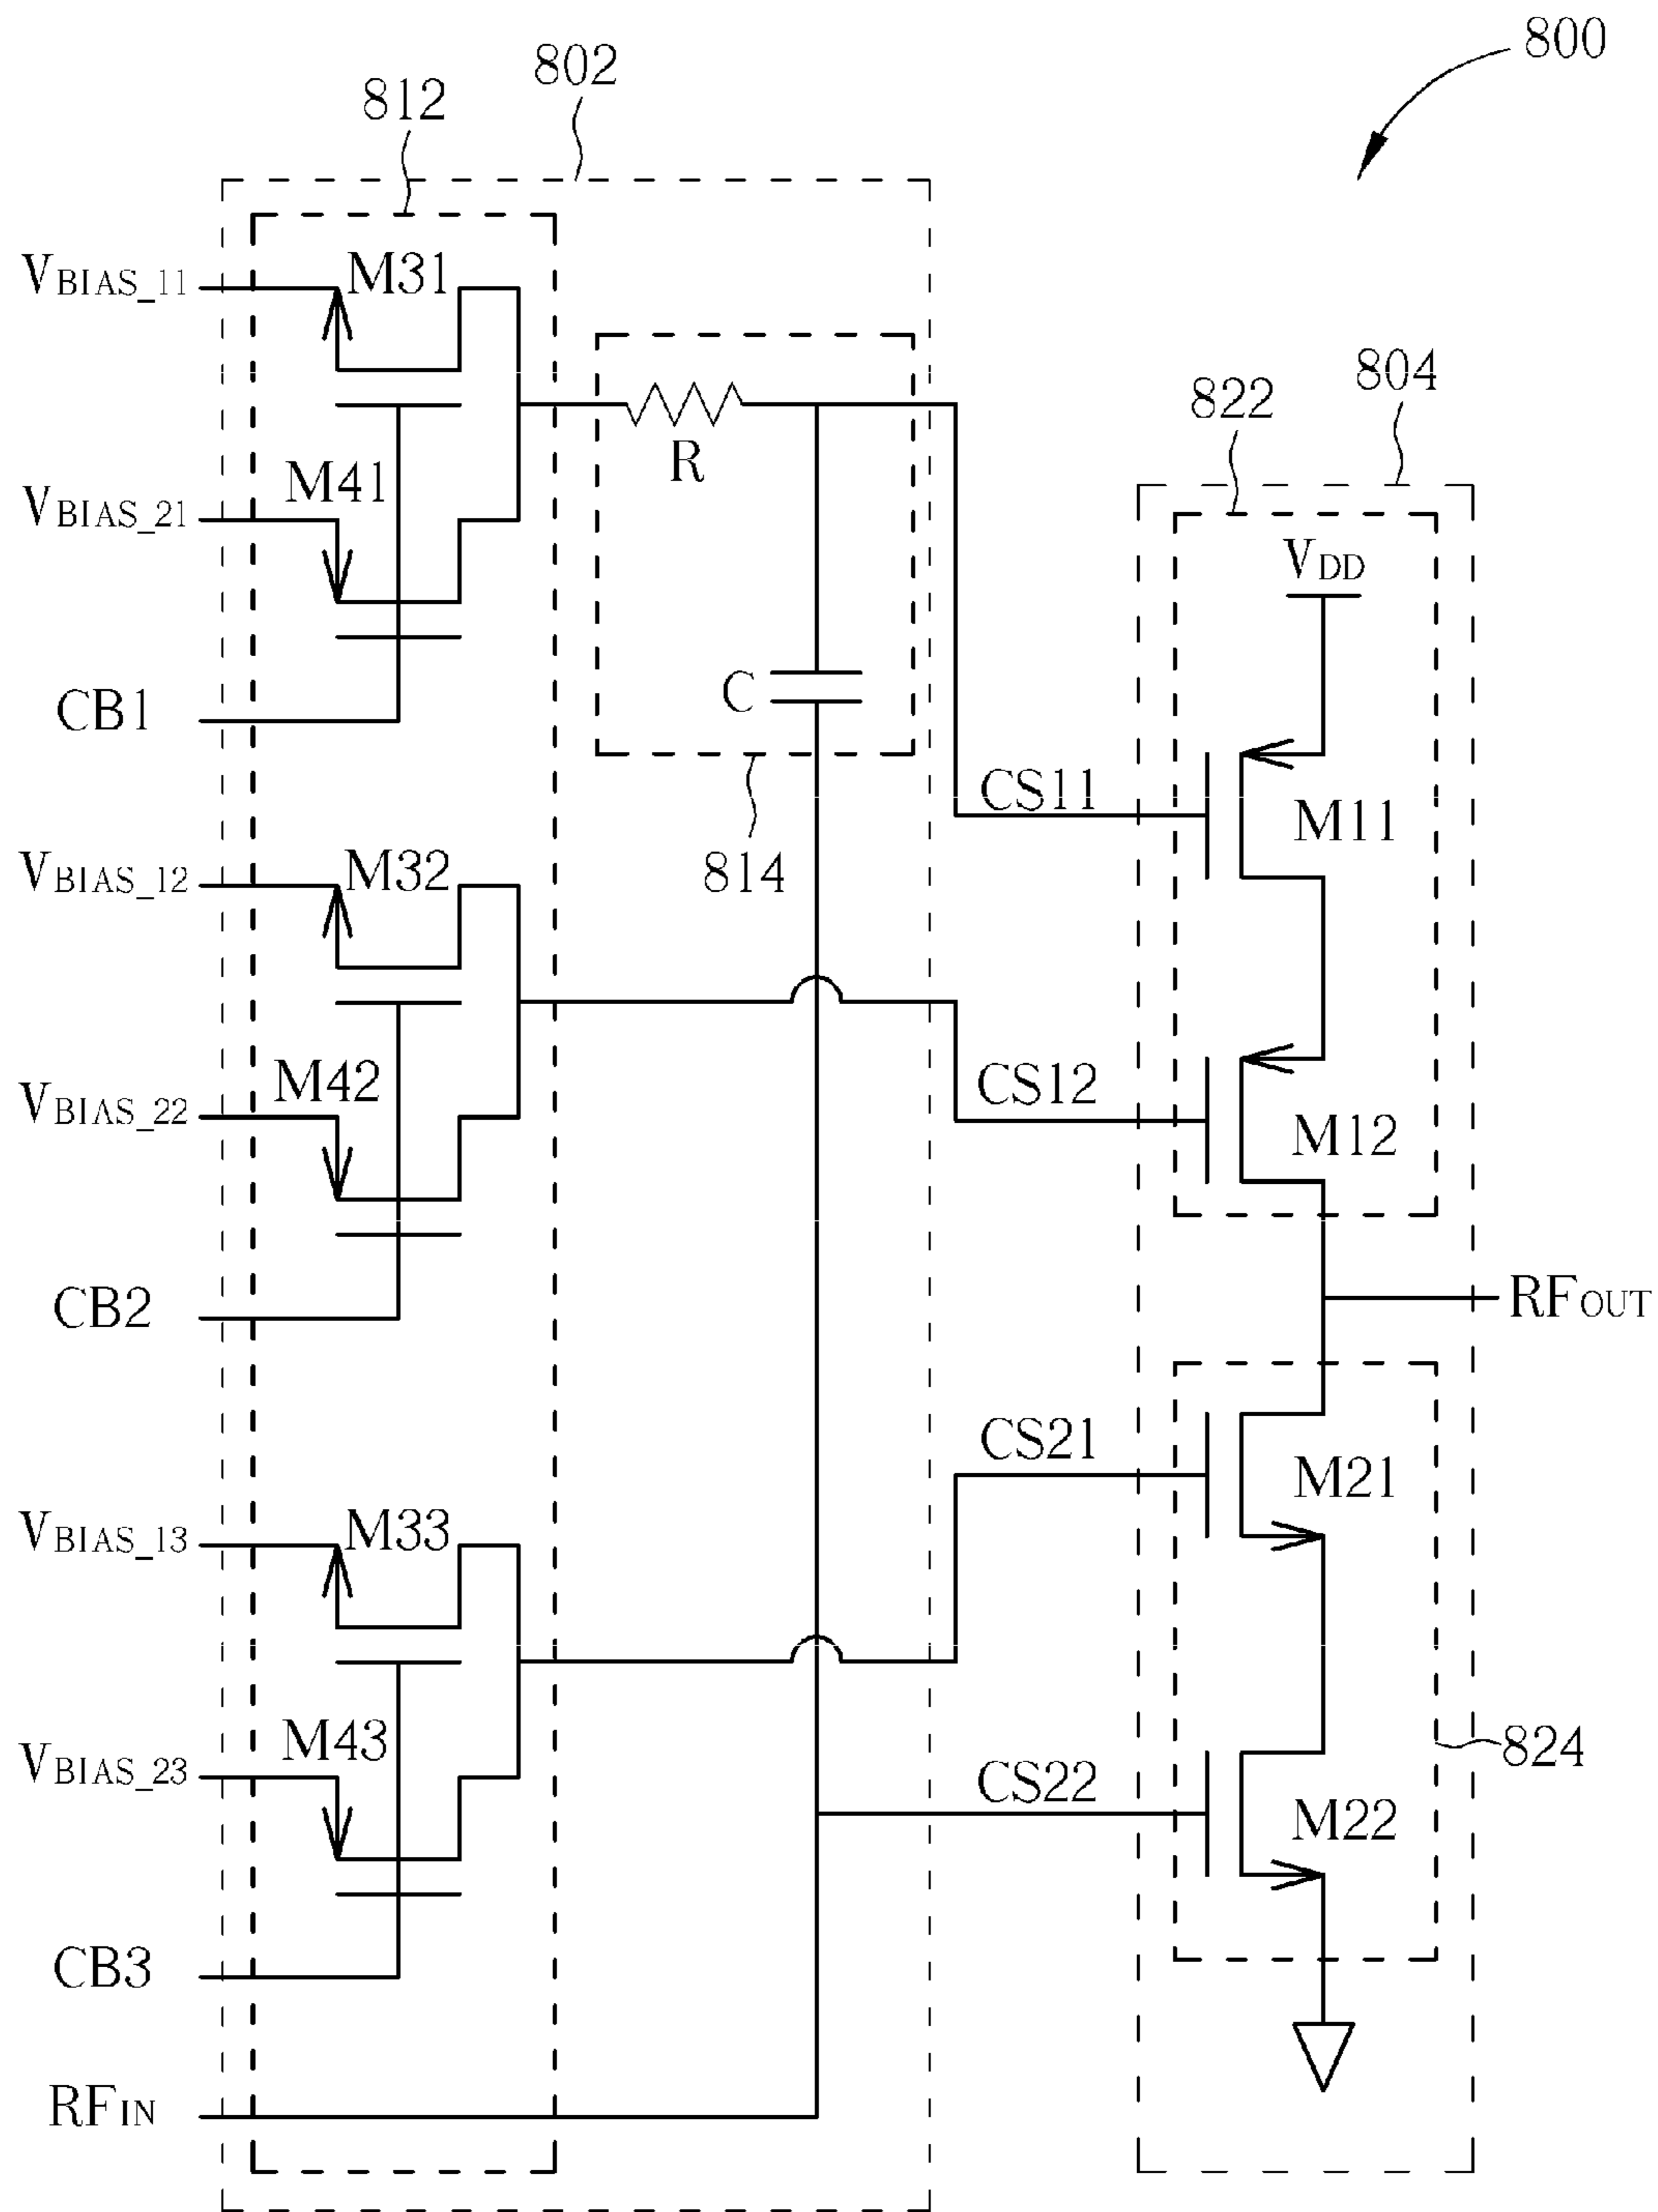 800
802
812
VBIAS_11
M31
804
822
R
M41
VBIAS_21
VDD
C
CB1
CS11
M11
814
VBIAS_12
M32
M42
VBIAS_22
CS12
M12
CB2
RFOUT
CS21
M21
VBIAS_13
M33
M43
VBIAS_23
824
CS22
M22
CB3
RFIN